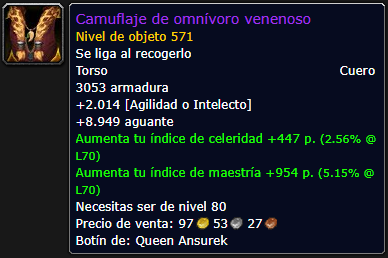 Camuflaje de omnívoro venenoso
Nivel de objeto 571
Se liga al recogerlo
Torso Cuero
3053 armadura
+2.014 [Agilidad o Intelecto]
+8.949 aguante
Aumenta tu índice de celeridad +447 p. (2.56% @
L70)
Aumenta tu índice de maestría +954 p. (5.15% @
L70)
Necesitas ser de nivel 80
Precio de venta: 97 53 27
Botín de: Queen Ansurek